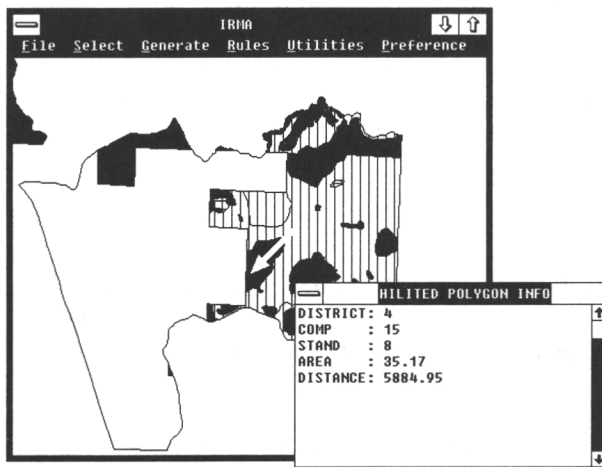 IRMA
File Select Generate Rules Utilities Preference
HILITED POLYGON INFO
DISTRICT: 4
COMP : 15
STAND : 8
AREA : 35.17
DISTANCE: 5884.95